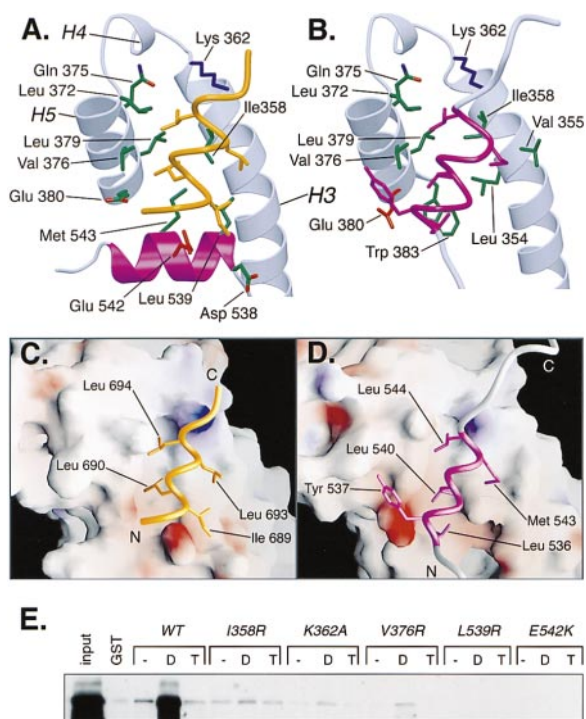 A. H4 Lys 362
Gln 375
Leu 372
H5
Ile358
Leu 379
Val 376
Glu 380
H3
Met 543
Glu 542 Leu 539 Asp 538
B. Lys 362
Gln 375
Leu 372
Ile358
Val 355
Leu 379
Val 376
Glu 380
Trp 383 Leu 354
C.
C
Leu 694
Leu 690
Leu 693
N
Ile 689
D.
C
Leu 544
Leu 540
Tyr 537
Met 543
Leu 536
N
E.
input GST WT I358R K362A V376R L539R E542K
- D T - D T - D T - D T - D T - D T